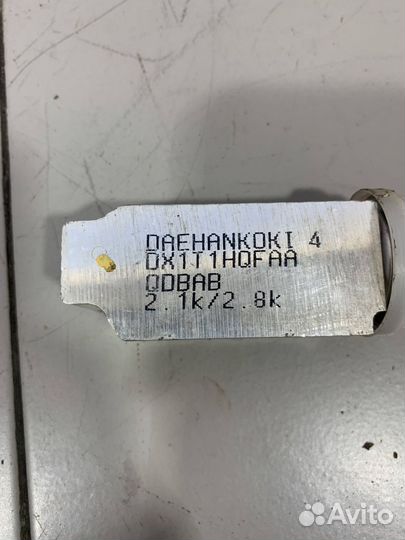 DAEHANKOKI 4
DX1T1HQFAA
QDBAB
2.1k/2.8k
Avito